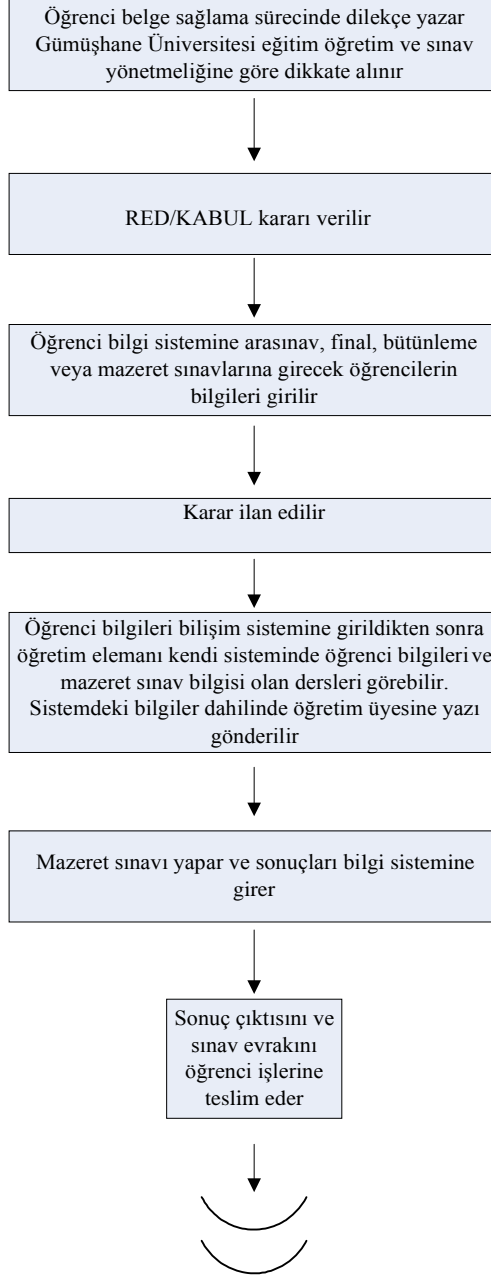 Öğrenci belge sağlama sürecinde dilekçe yazar
Gümüşhane Üniversitesi eğitim öğretim ve sınav
yönetmeliğine göre dikkate alınır
RED/KABUL kararı verilir
Öğrenci bilgi sistemine arasınav, final, bütünleme
veya mazeret sınavlarına girecek öğrencilerin
bilgileri girilir
Karar ilan edilir
Öğrenci bilgileri bilişim sistemine girildikten sonra
öğretim elemanı kendi sisteminde öğrenci bilgileri ve
mazeret sınav bilgisi olan dersleri görebilir.
Sistemdeki bilgiler dahilinde öğretim üyesine yazı
gönderilir
Mazeret sınavı yapar ve sonuçları bilgi sistemine
girer
Sonuç çıktısını ve
sınav evrakını
öğrenci işlerine
teslim eder